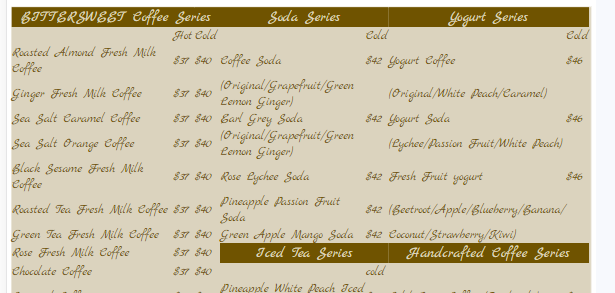 BITTERSWEET Coffee Series Soda Series Yogurt Series
Hot Cold Cold Cold
Roasted Almond Fresh Milk
Coffee
$37 $40 Coffee Soda $42 Yogurt Coffee $46
Ginger Fresh Milk Coffee $37 $40
(Original/Grapefruit/Green
Lemon Ginger)
(Original/White Peach/Caramel)
Sea Salt Caramel Coffee $37 $40 Earl Grey Soda $42 Yogurt Soda $46
Sea Salt Orange Coffee $37 $40
(Original/Grapefruit/Green
Lemon Ginger)
(Lychee/Passion Fruit/White Peach)
Black Sesame Fresh Milk
Coffee
$37 $40 Rose Lychee Soda $42 Fresh Fruit yogurt $46
Roasted Tea Fresh Milk Coffee $37 $40
Pineapple Passion Fruit
Soda
$42 (Beetroot/Apple/Blueberry/Banana/
Green Tea Fresh Milk Coffee $37 $40 Green Apple Mango Soda $42 Coconut/Strawberry/Kiwi)
Rose Fresh Milk Coffee $37 $40 Iced Tea Series Handcrafted Coffee Series
Chocolate Coffee $37 $40 cold
Pineapple White Peach Iced